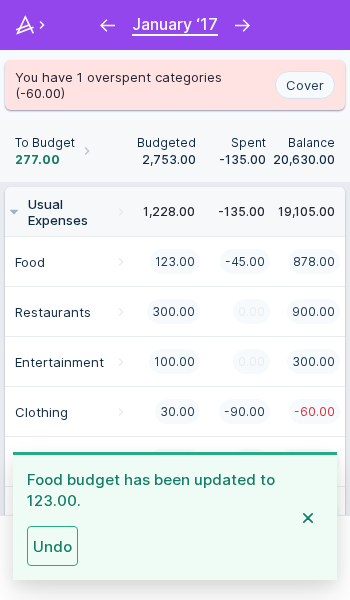 January ‘17
You have 1 overspent categories
(-60.00)
Cover
To Budget Budgeted Spent Balance
277.00 2,753.00 -135.00 20,630.00
Usual
Expenses 1,228.00 -135.00 19,105.00
Food 123.00 -45.00 878.00
Restaurants 300.00 0.00 900.00
Entertainment 100.00 0.00 300.00
Clothing 30.00 -90.00 -60.00
Food budget has been updated to
123.00.
Undo